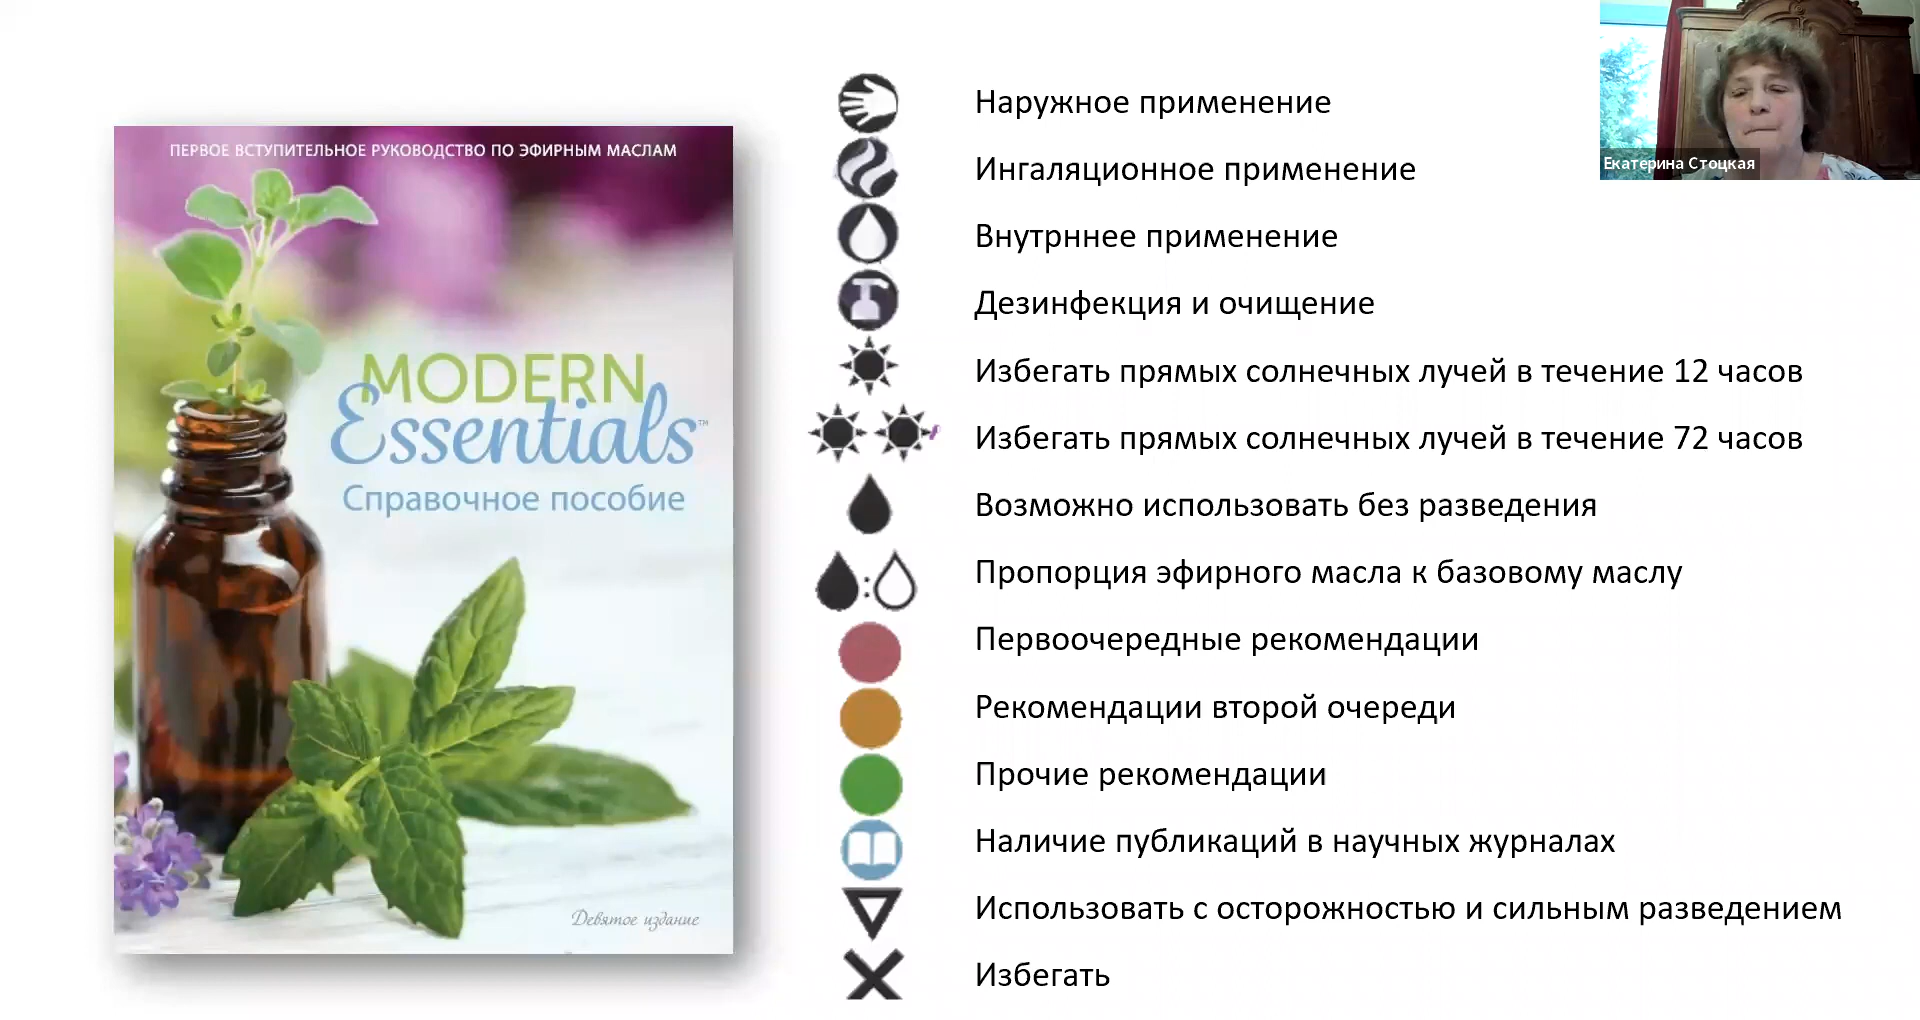 ПЕРВОЕ ВСТУПИТЕЛЬНОЕ РУКОВОДСТВО ПО ЭФИРНЫМ МАСЛАМ
MODERN
Essentials™
Справочное пособие
Девятое издание
Наружное применение
Ингаляционное применение
Внутрннее применение
Дезинфекция и очищение
Избегать прямых солнечных лучей в течение 12 часов
Избегать прямых солнечных лучей в течение 72 часов
Возможно использовать без разведения
Пропорция эфирного масла к базовому маслу
Первоочередные рекомендации
Рекомендации второй очереди
Прочие рекомендации
Наличие публикаций в научных журналах
Использовать с осторожностью и сильным разведением
Избегать
Екатерина Стоцкая